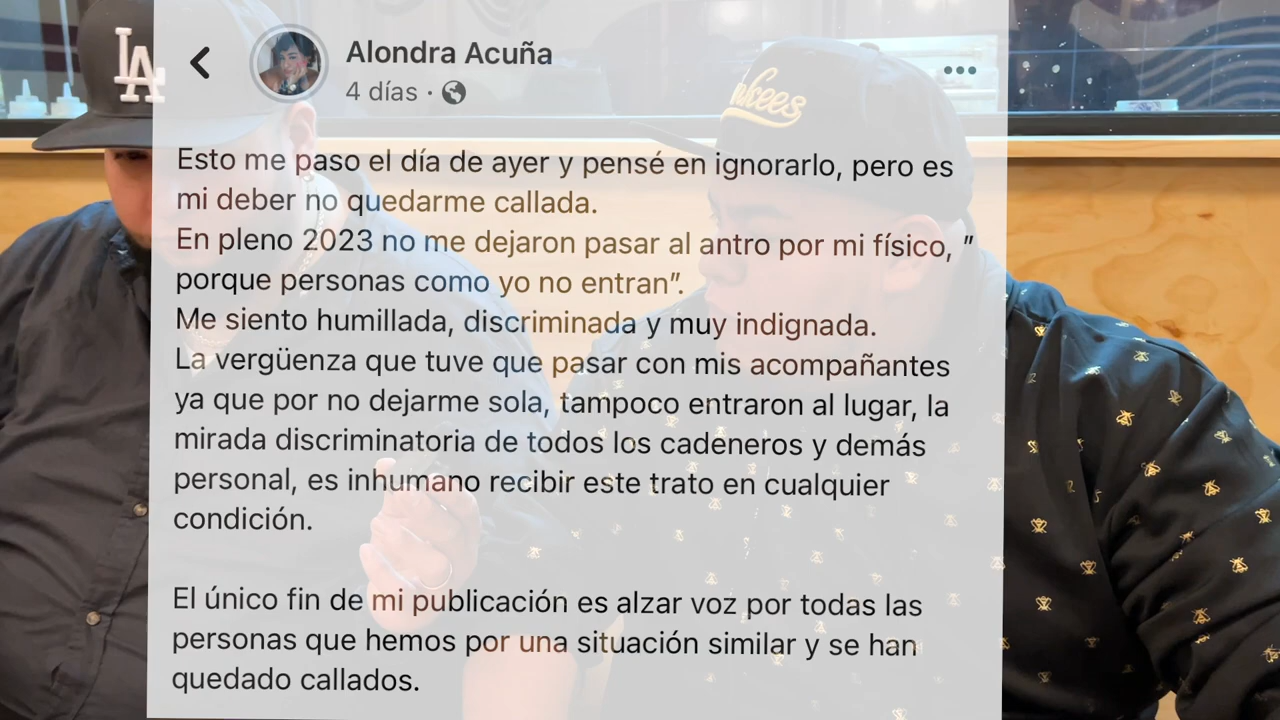 LA
Alondra Acuña
nkees
4 días ·
Esto me paso el día de ayer y pensé en ignorarlo, pero es
mi deber no quedarme callada.
En pleno 2023 no me dejaron pasar al antro por mi físico, "
porque personas como yo no entran".
Me siento humillada, discriminada y muy indignada.
La vergüenza que tuve que pasar con mis acompañantes
ya que por no dejarme sola, tampoco entraron al lugar, la
mirada discriminatoria de todos los cadeneros y demás
personal, es inhumano recibir este trato en cualquier
condición.
El único fin de mi publicación es alzar voz por todas las
personas que hemos por una situación similar y se han
quedado callados.